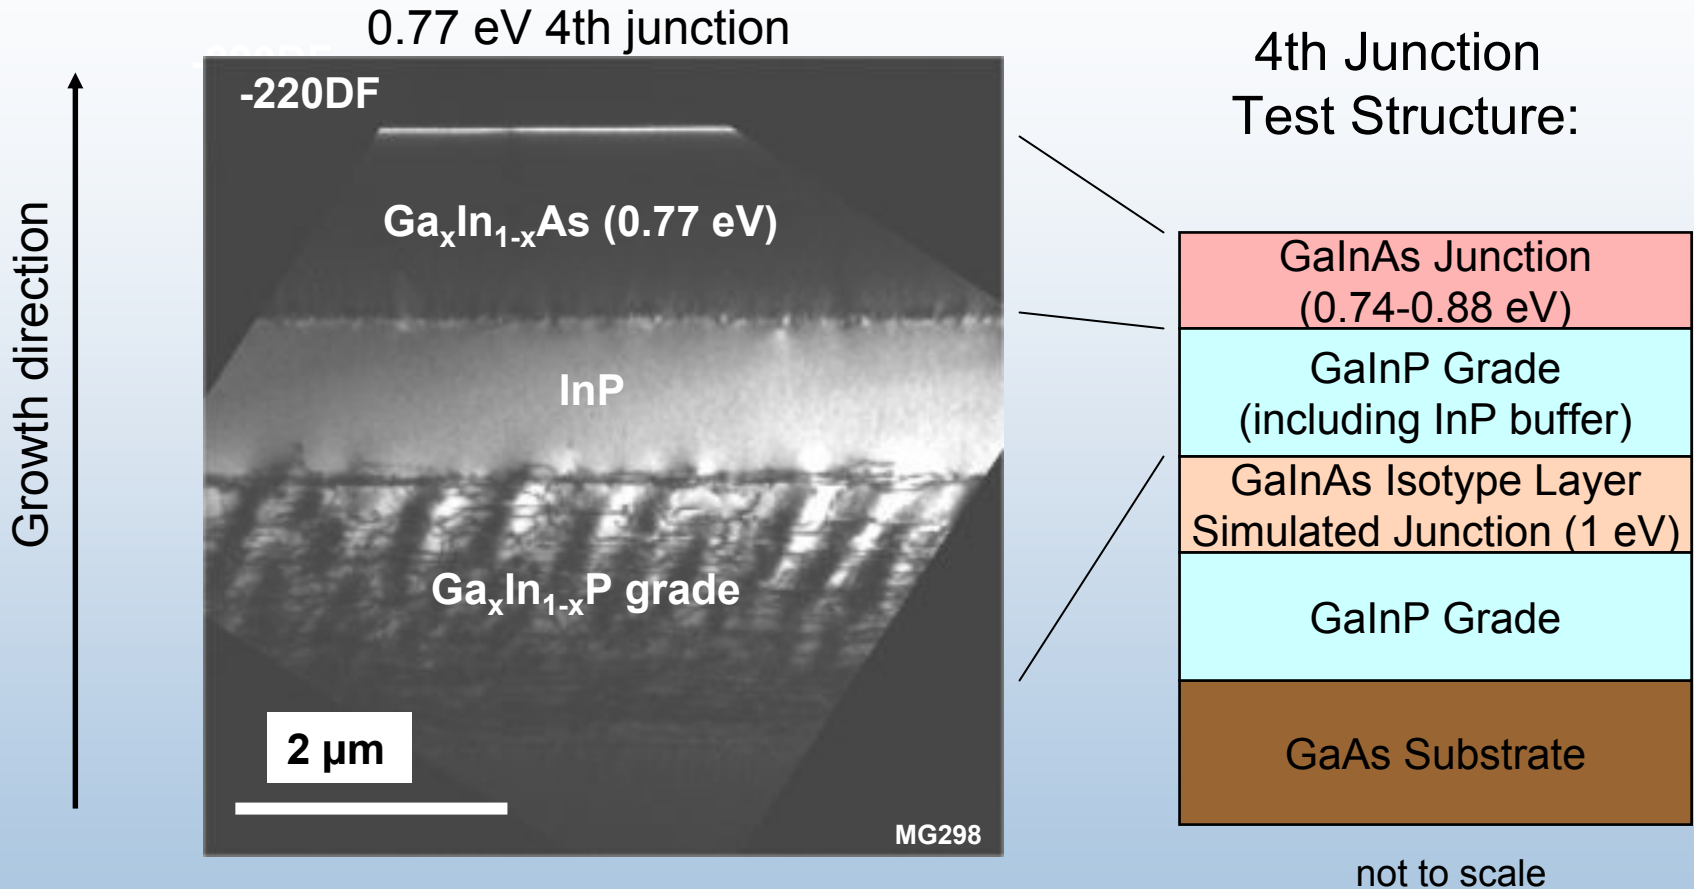 0.77 eV 4th junction
-220DF
-220DF
Growth direction
GaxIn1-xAs (0.77 eV)
InP
GaxIn1-xP grade
2 µm
MG298
4th Junction
Test Structure:
GaInAs Junction
(0.74-0.88 eV)
GaInP Grade
(including InP buffer)
GaInAs Isotype Layer
Simulated Junction (1 eV)
GaInP Grade
GaAs Substrate
not to scale